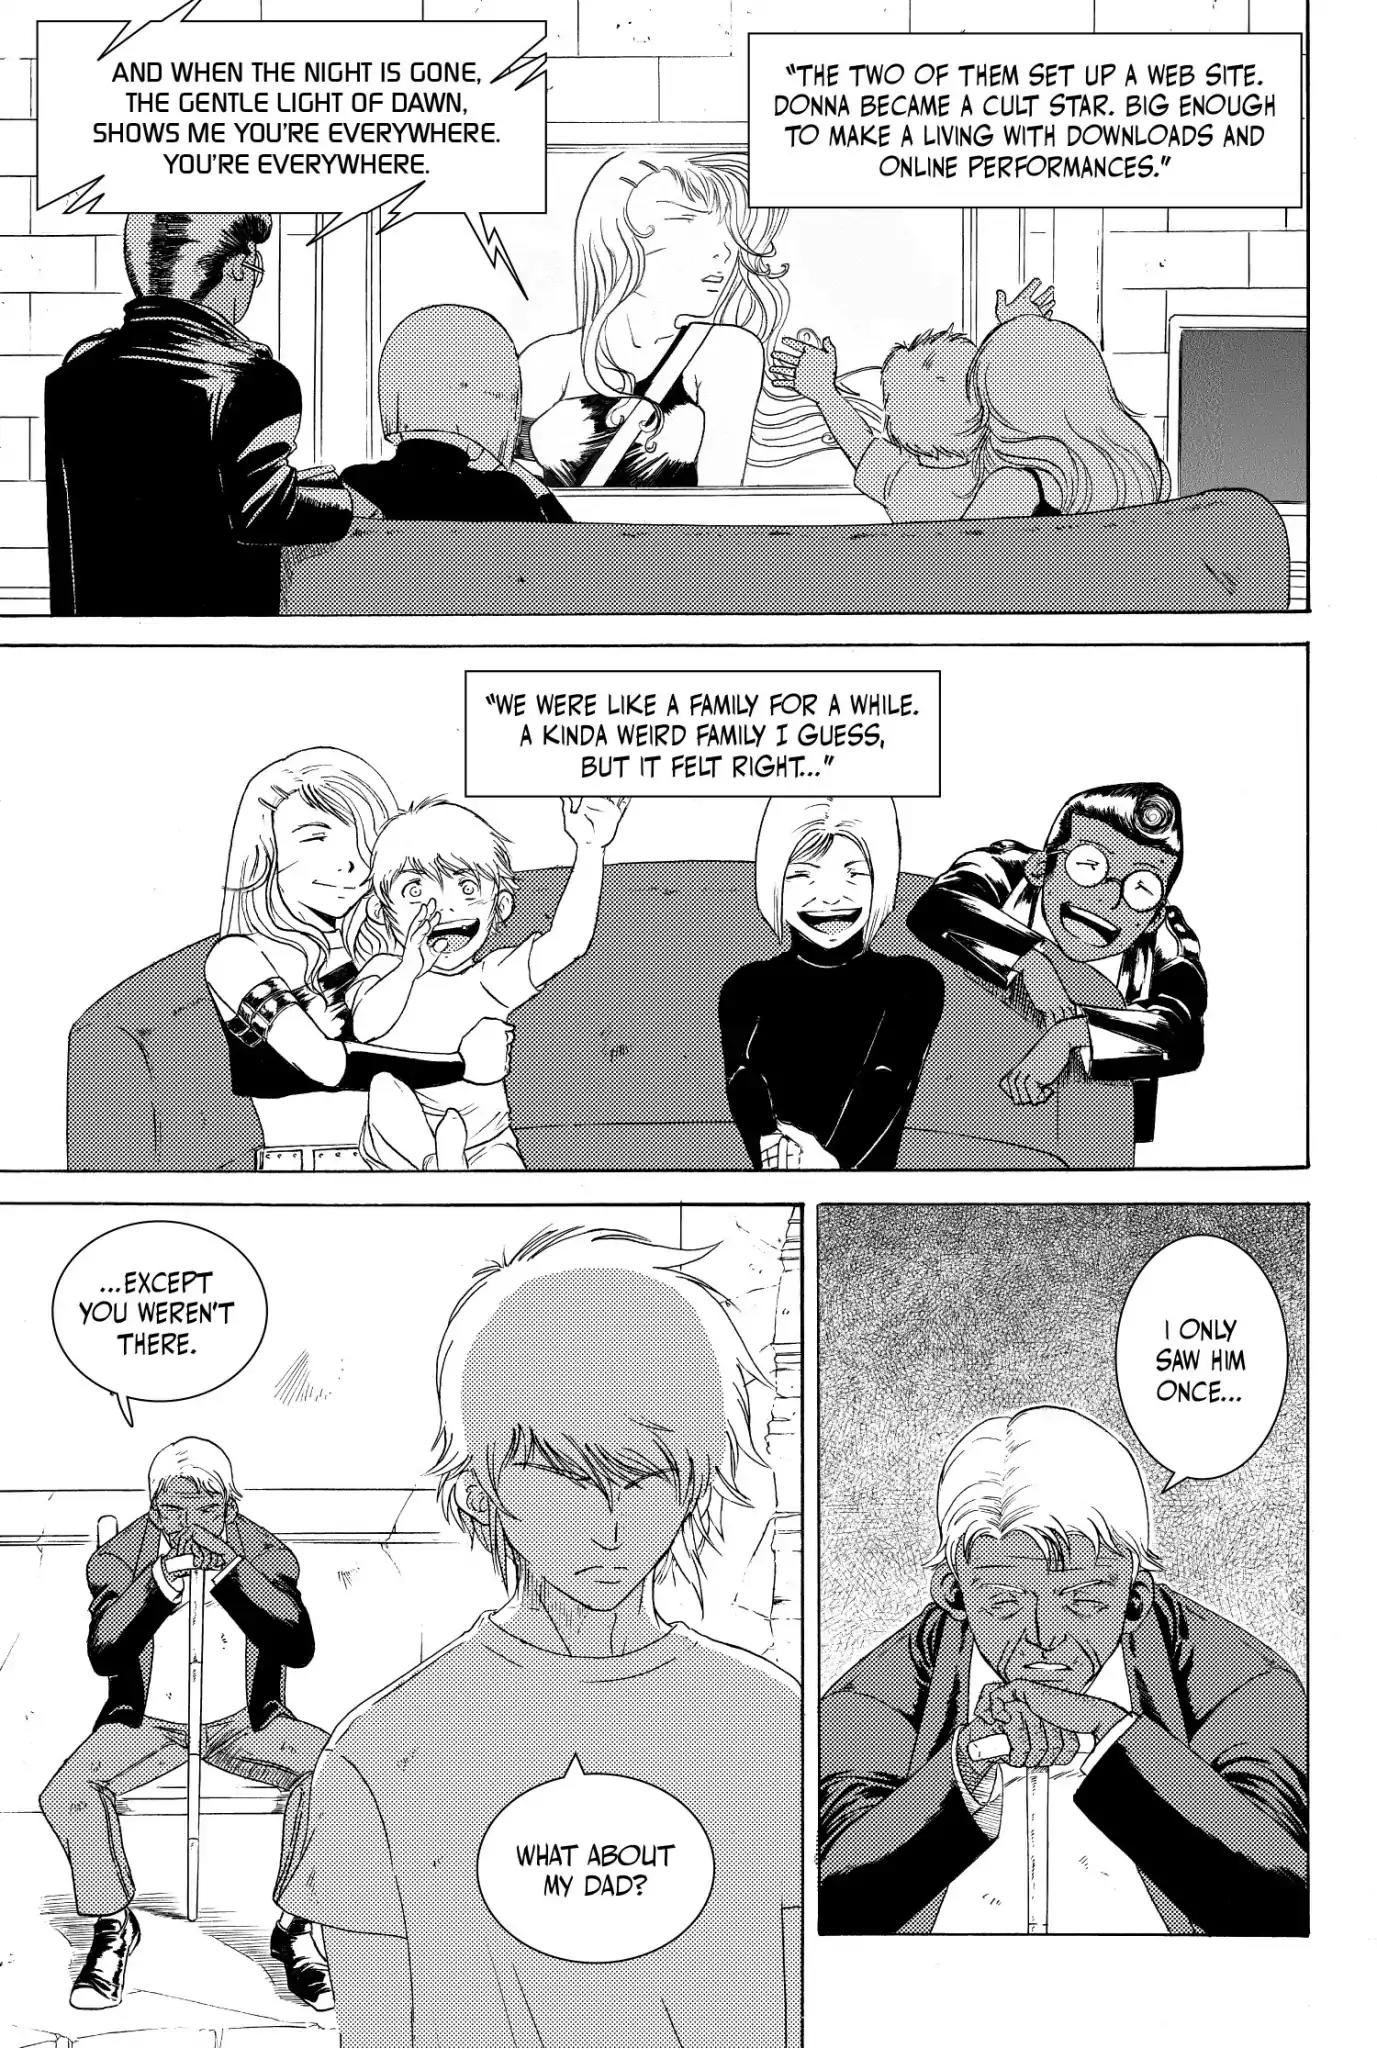 AND WHEN THE NIGHT IS GONE,
THE GENTLE LIGHT OF DAWN,
SHOWS ME YOU'RE EVERYWHERE.
YOU'RE EVERYWHERE.
"THE TWO OF THEM SET UP A WEB SITE.
DONNA BECAME A CULT STAR. BIG ENOUGH
TO MAKE A LIVING WITH DOWNLOADS AND
ONLINE PERFORMANCES."
"WE WERE LIKE A FAMILY FOR A WHILE.
A KINDA WEIRD FAMILY I GUESS,
BUT IT FELT RIGHT..."
...EXCEPT
YOU WEREN'T
THERE.
WHAT ABOUT
MY DAD?
I ONLY
SAW HIM
ONCE...